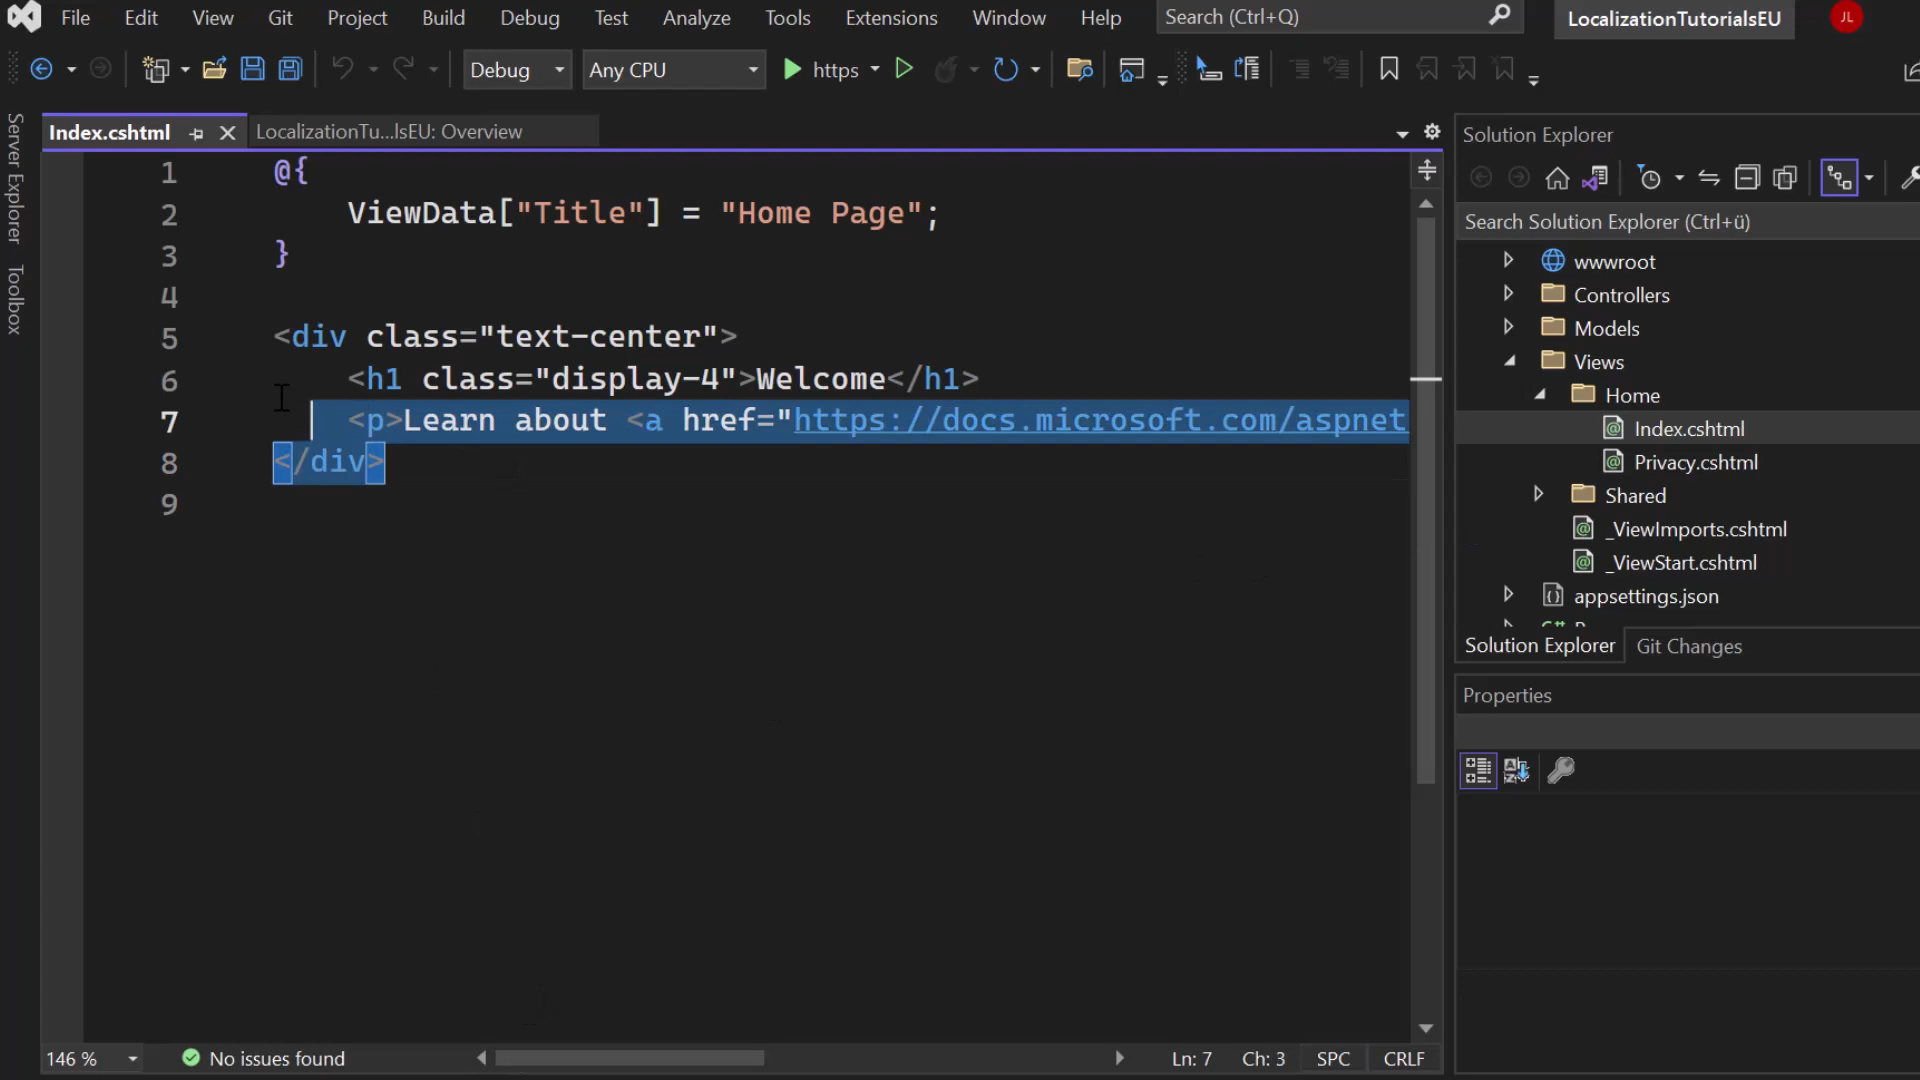 File Edit View Git Project Build Debug Test Analyze Tools Extensions Window Help Search (Ctrl+Q) LocalizationTutorialsEU JL
Debug Any CPU https
Server Explorer
Toolbox
Index.cshtml LocalizationTu...lsEU: Overview
1 @{
2 ViewData["Title"] = "Home Page";
3 }
4
5 <div class="text-center">
6 <h1 class="display-4">Welcome</h1>
7 <p>Learn about <a href="https://docs.microsoft.com/aspnet
8 </div>
9
146 % No issues found Ln: 7 Ch: 3 SPC CRLF
Solution Explorer
Search Solution Explorer (Ctrl+ü)
wwwroot
Controllers
Models
Views
Home
Index.cshtml
Privacy.cshtml
Shared
_ViewImports.cshtml
_ViewStart.cshtml
appsettings.json
Solution Explorer Git Changes
Properties